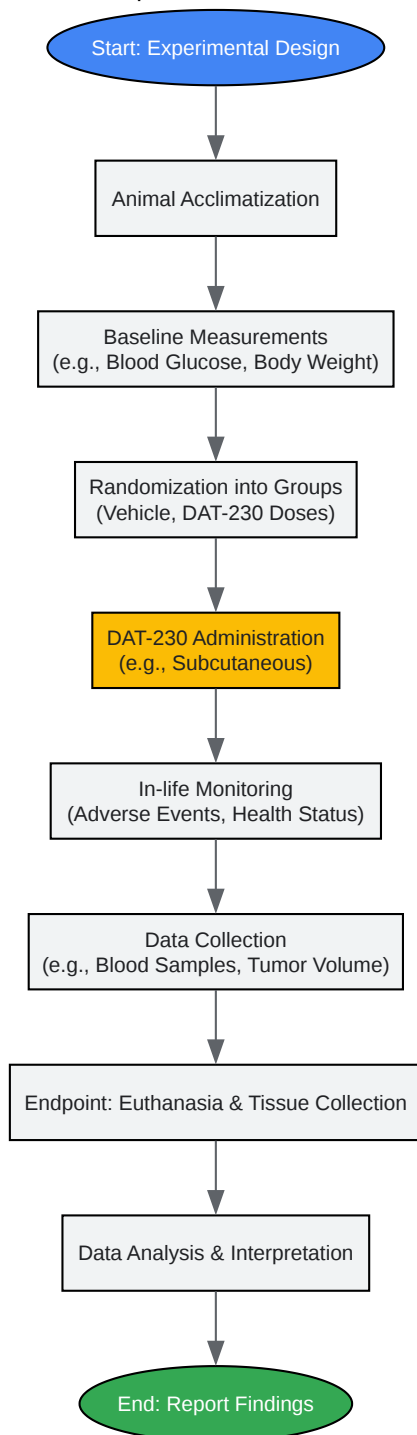 Start: Experimental Design
Animal Acclimatization
Baseline Measurements
(e.g., Blood Glucose, Body Weight)
Randomization into Groups
(Vehicle, DAT-230 Doses)
DAT-230 Administration
(e.g., Subcutaneous)
In-life Monitoring
(Adverse Events, Health Status)
Data Collection
(e.g., Blood Samples, Tumor Volume)
Endpoint: Euthanasia & Tissue Collection
Data Analysis & Interpretation
End: Report Findings